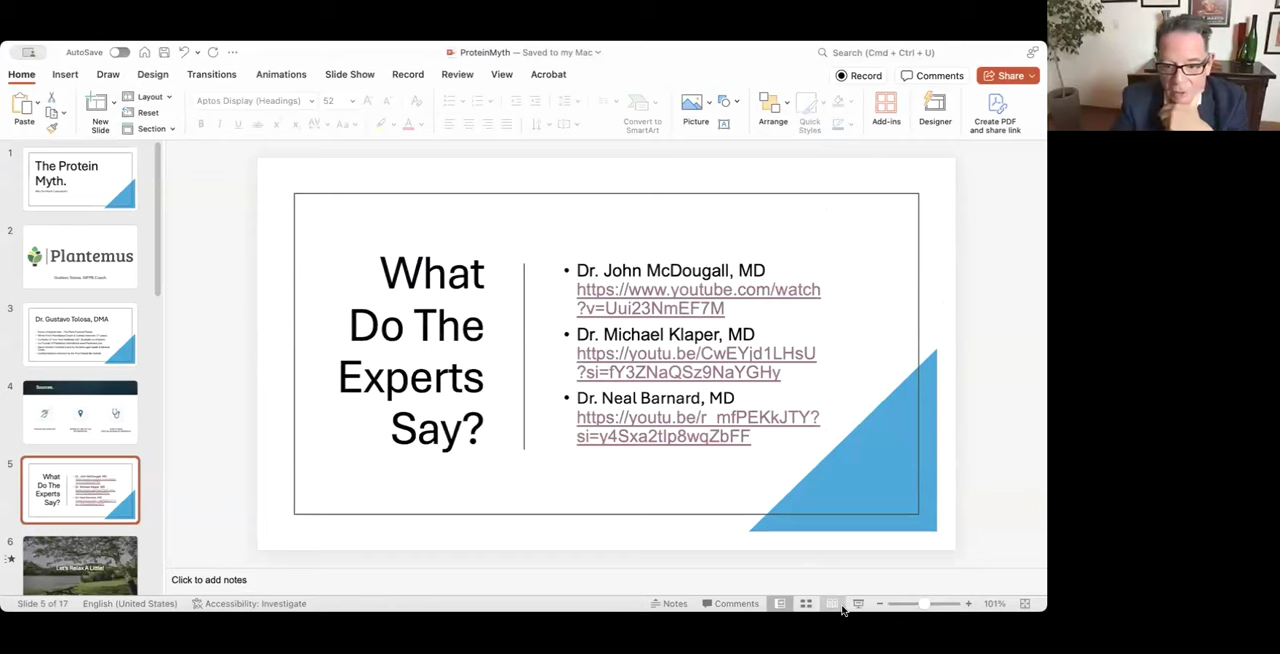 AutoSave
ProteinMyth — Saved to my Mac
Search (Cmd + Ctrl + U)
Home
Insert
Draw
Design
Transitions
Animations
Slide Show
Record
Review
View
Acrobat
Record
Comments
Share
Paste
New
Slide
Layout
Reset
Section
Aptos Display (Headings)
52
Convert to
SmartArt
Picture
Arrange
Quick
Styles
Add-ins
Designer
Create PDF
and share link
1
The Protein
Myth.
2
Plantemus
3
Dr. Gustavo Tolosa, DMA
4
Sources.
5
What
Do The
Experts
Say?
6
Let's Relax A Little!
What
Do The
Experts
Say?
• Dr. John McDougall, MD
https://www.youtube.com/watch
?v=Uui23NmEF7M
• Dr. Michael Klaper, MD
https://youtu.be/CwEYjd1LHsU
?si=fY3ZNaQSz9NaYGHy
• Dr. Neal Barnard, MD
https://youtu.be/r_mfPEKkJTY?
si=y4Sxa2tlp8wqZbFF
Click to add notes
Slide 5 of 17
English (United States)
Accessibility: Investigate
Notes
Comments
101%